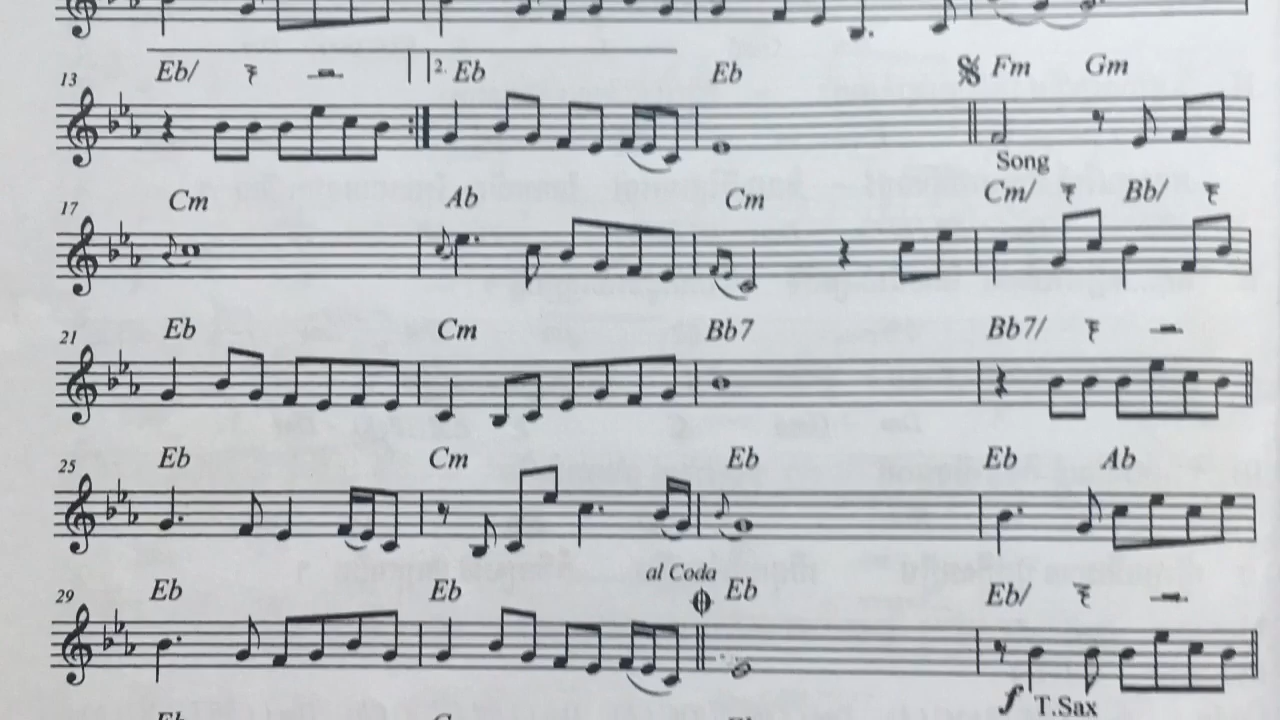 13 Eb/ 2. Eb Eb Fm Gm
Song
17 Cm Ab Cm Cm/ Bb/
21 Eb Cm Bb7 Bb7/
25 Eb Cm Eb Eb Ab
al Coda
29 Eb Eb Eb Eb/
f T.Sax
Eb